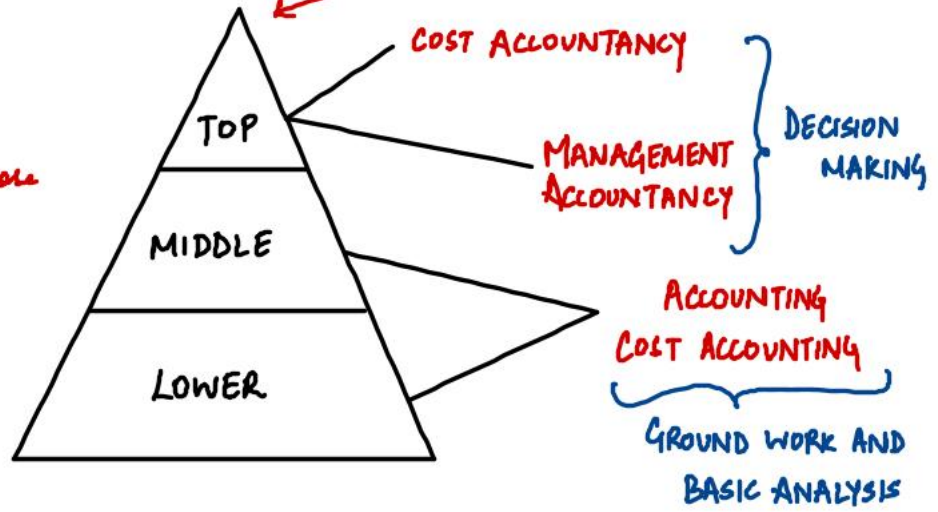 COST ACCOUNTANCY
TOP
DECISION
MAKING
MANAGEMENT
ACCOUNTANCY
MIDDLE
ACCOUNTING
COST ACCOUNTING
LOWER
GROUND WORK AND
BASIC ANALYSIS